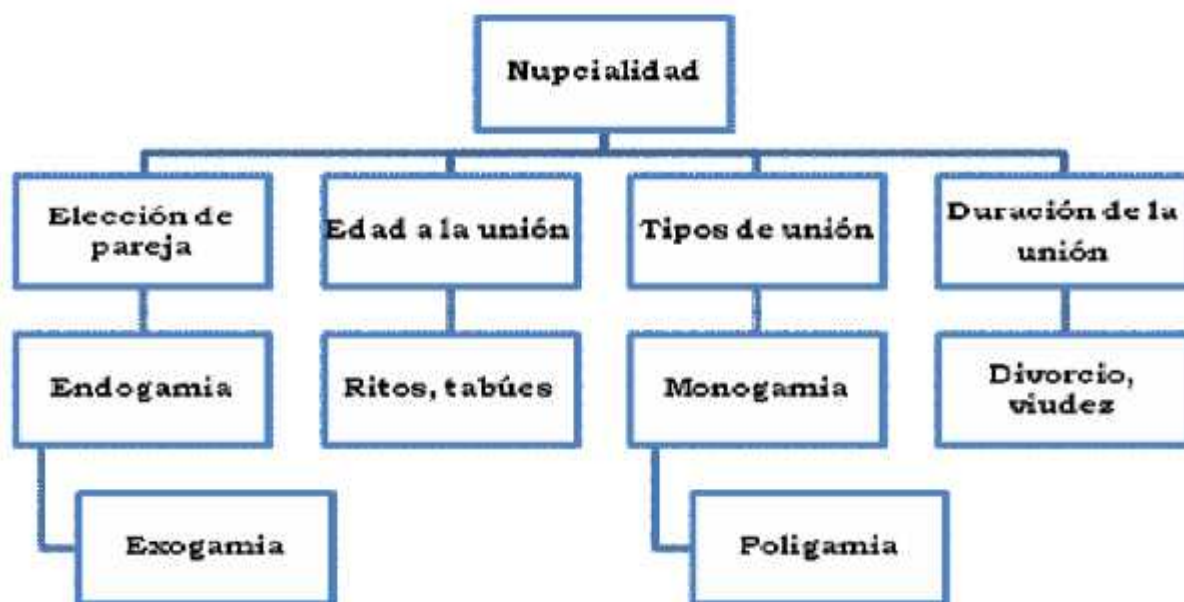 Nupcialidad
Elección de
pareja
Edad a la unión
Tipos de unión
Duración de la
unión
Endogamia
Ritos, tabúes
Monogamia
Divorcio,
viudez
Exogamia
Poligamia